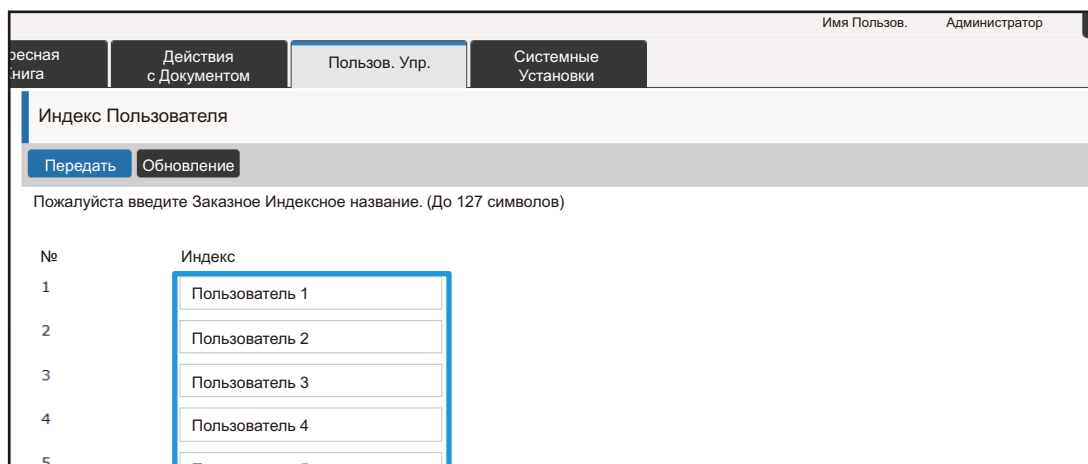 Имя Пользов. Администратор
ресная Действия Пользов. Упр. Системные
нига с Документом Установки
Индекс Пользователя
Передать Обновление
Пожалуйста введите Заказное Индексное название. (До 127 символов)
№ Индекс
1 Пользователь 1
2 Пользователь 2
3 Пользователь 3
4 Пользователь 4
5